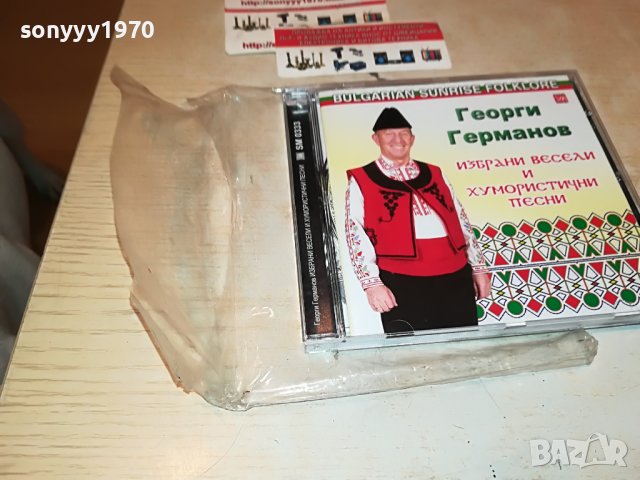 sonyyy1970
BULGARIAN SUNRISE FOLKLORE
Георги
Германов
ИЗБРАНИ ВЕСЕЛИ
И
ХУМОРИСТИЧНИ
ПЕСНИ
Георги Германов ИЗБРАНИ ВЕСЕЛИ И ХУМОРИСТИЧНИ ПЕСНИ
SM 0333
BAZAR